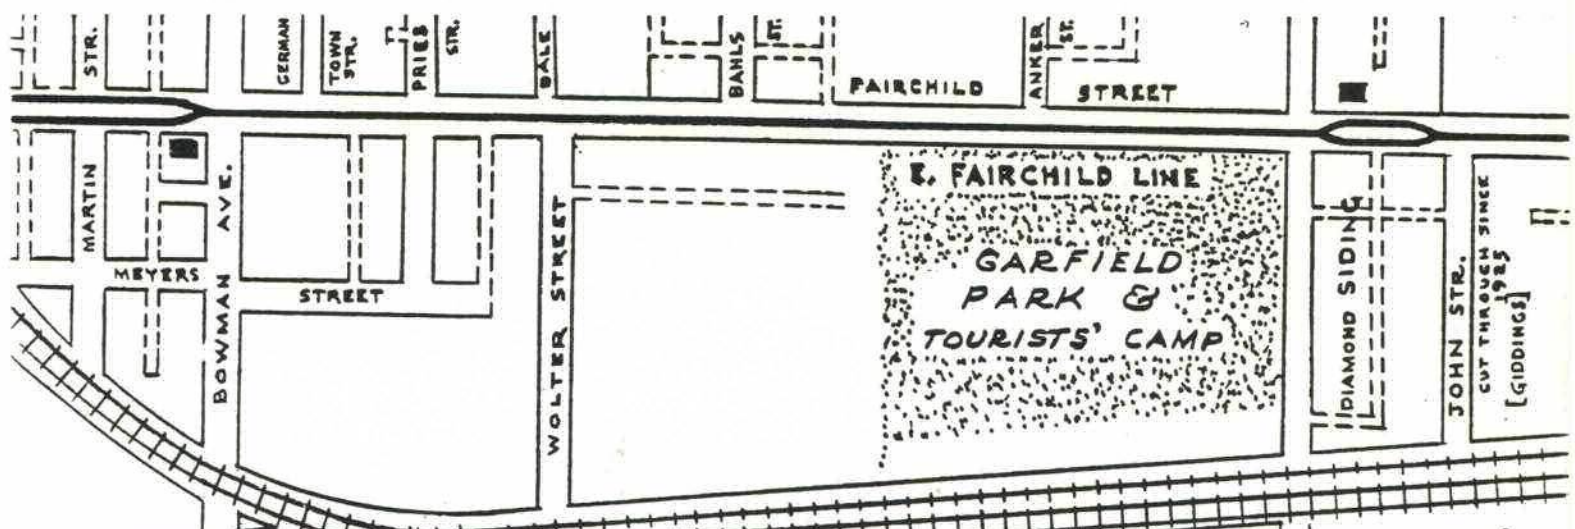 STR.
GERMAN
TOWN
STR.
PRIES
STR.
DALE
BAHLS
ST.
FAIRCHILD STREET
ANKER
ST.
MARTIN
BOWMAN AVE.
MEYERS STREET
WOLTER STREET
E. FAIRCHILD LINE
GARFIELD
PARK &
TOURISTS' CAMP
DIAMOND SIDING
JOHN STR.
CUT THROUGH SINCE
1925
[GIDDINGS]